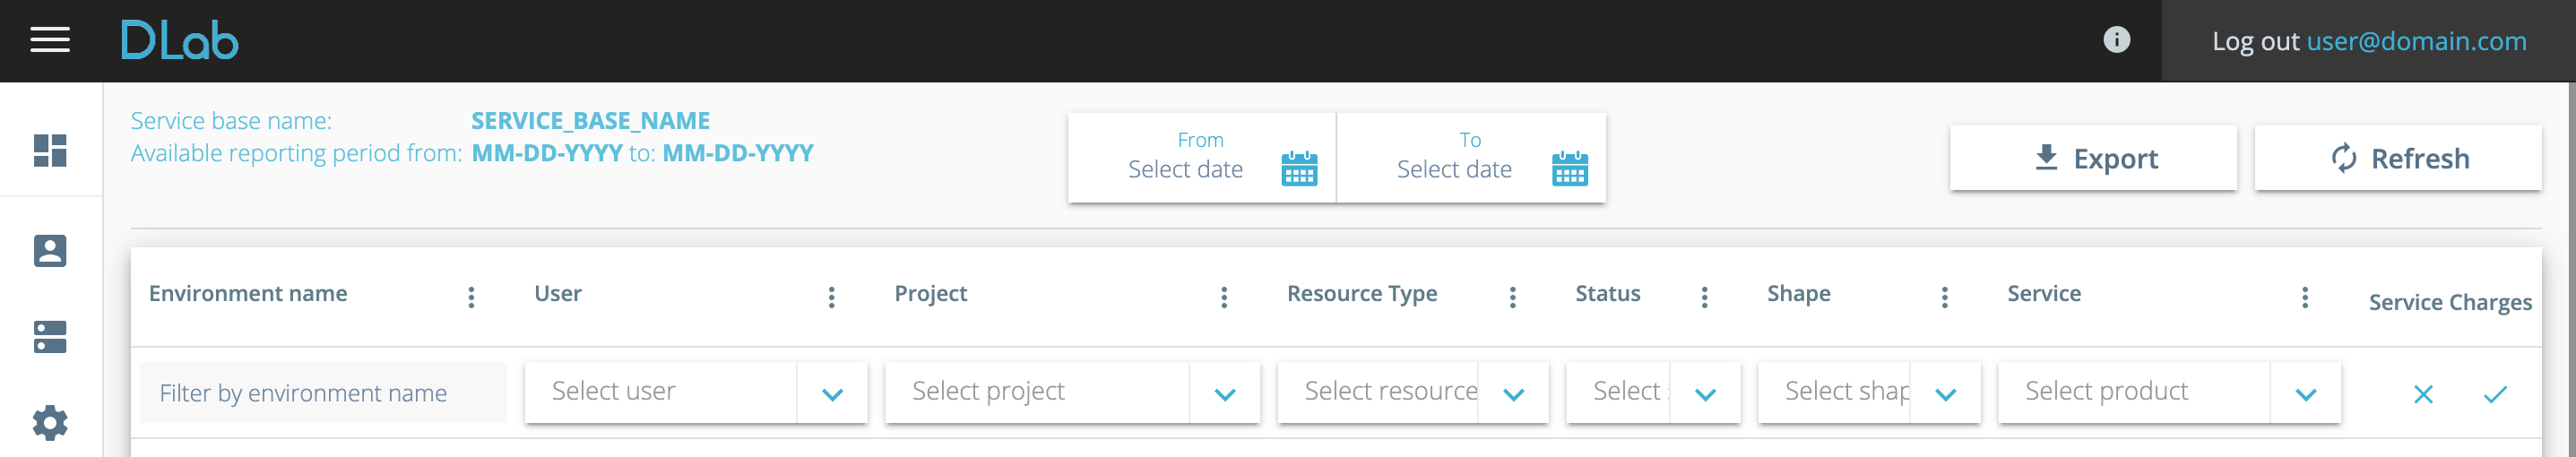 DLab
Log out user@domain.com
Service base name: SERVICE_BASE_NAME
Available reporting period from: MM-DD-YYYY to: MM-DD-YYYY
From
Select date
To
Select date
Export
Refresh
Environment name User Project Resource Type Status Shape Service Service Charges
Filter by environment name Select user Select project Select resource Select Select shap Select product